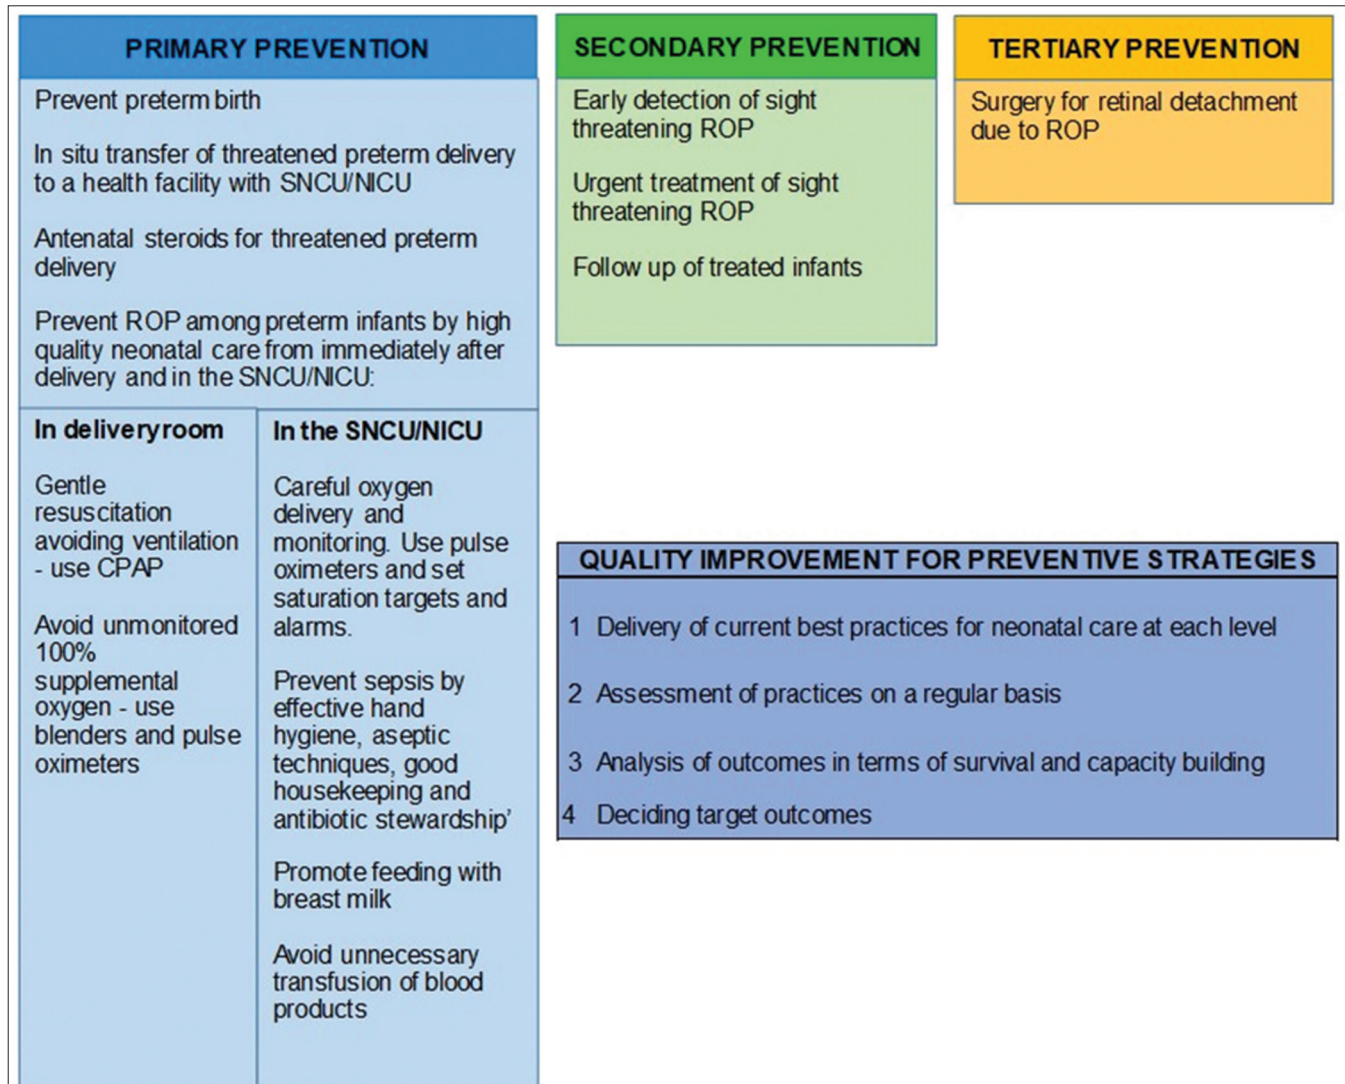 PRIMARY PREVENTION
Prevent preterm birth
In situ transfer of threatened preterm delivery
to a health facility with SNCU/NICU
Antenatal steroids for threatened preterm
delivery
Prevent ROP among preterm infants by high
quality neonatal care from immediately after
delivery and in the SNCU/NICU:
In delivery room
Gentle
resuscitation
avoiding ventilation
- use CPAP
Avoid unmonitored
100%
supplemental
oxygen - use
blenders and pulse
oximeters
In the SNCU/NICU
Careful oxygen
delivery and
monitoring. Use pulse
oximeters and set
saturation targets and
alarms.
Prevent sepsis by
effective hand
hygiene, aseptic
techniques, good
housekeeping and
antibiotic stewardship’
Promote feeding with
breast milk
Avoid unnecessary
transfusion of blood
products
SECONDARY PREVENTION
Early detection of sight
threatening ROP
Urgent treatment of sight
threatening ROP
Follow up of treated infants
TERTIARY PREVENTION
Surgery for retinal detachment
due to ROP
QUALITY IMPROVEMENT FOR PREVENTIVE STRATEGIES
1 Delivery of current best practices for neonatal care at each level
2 Assessment of practices on a regular basis
3 Analysis of outcomes in terms of survival and capacity building
4 Deciding target outcomes